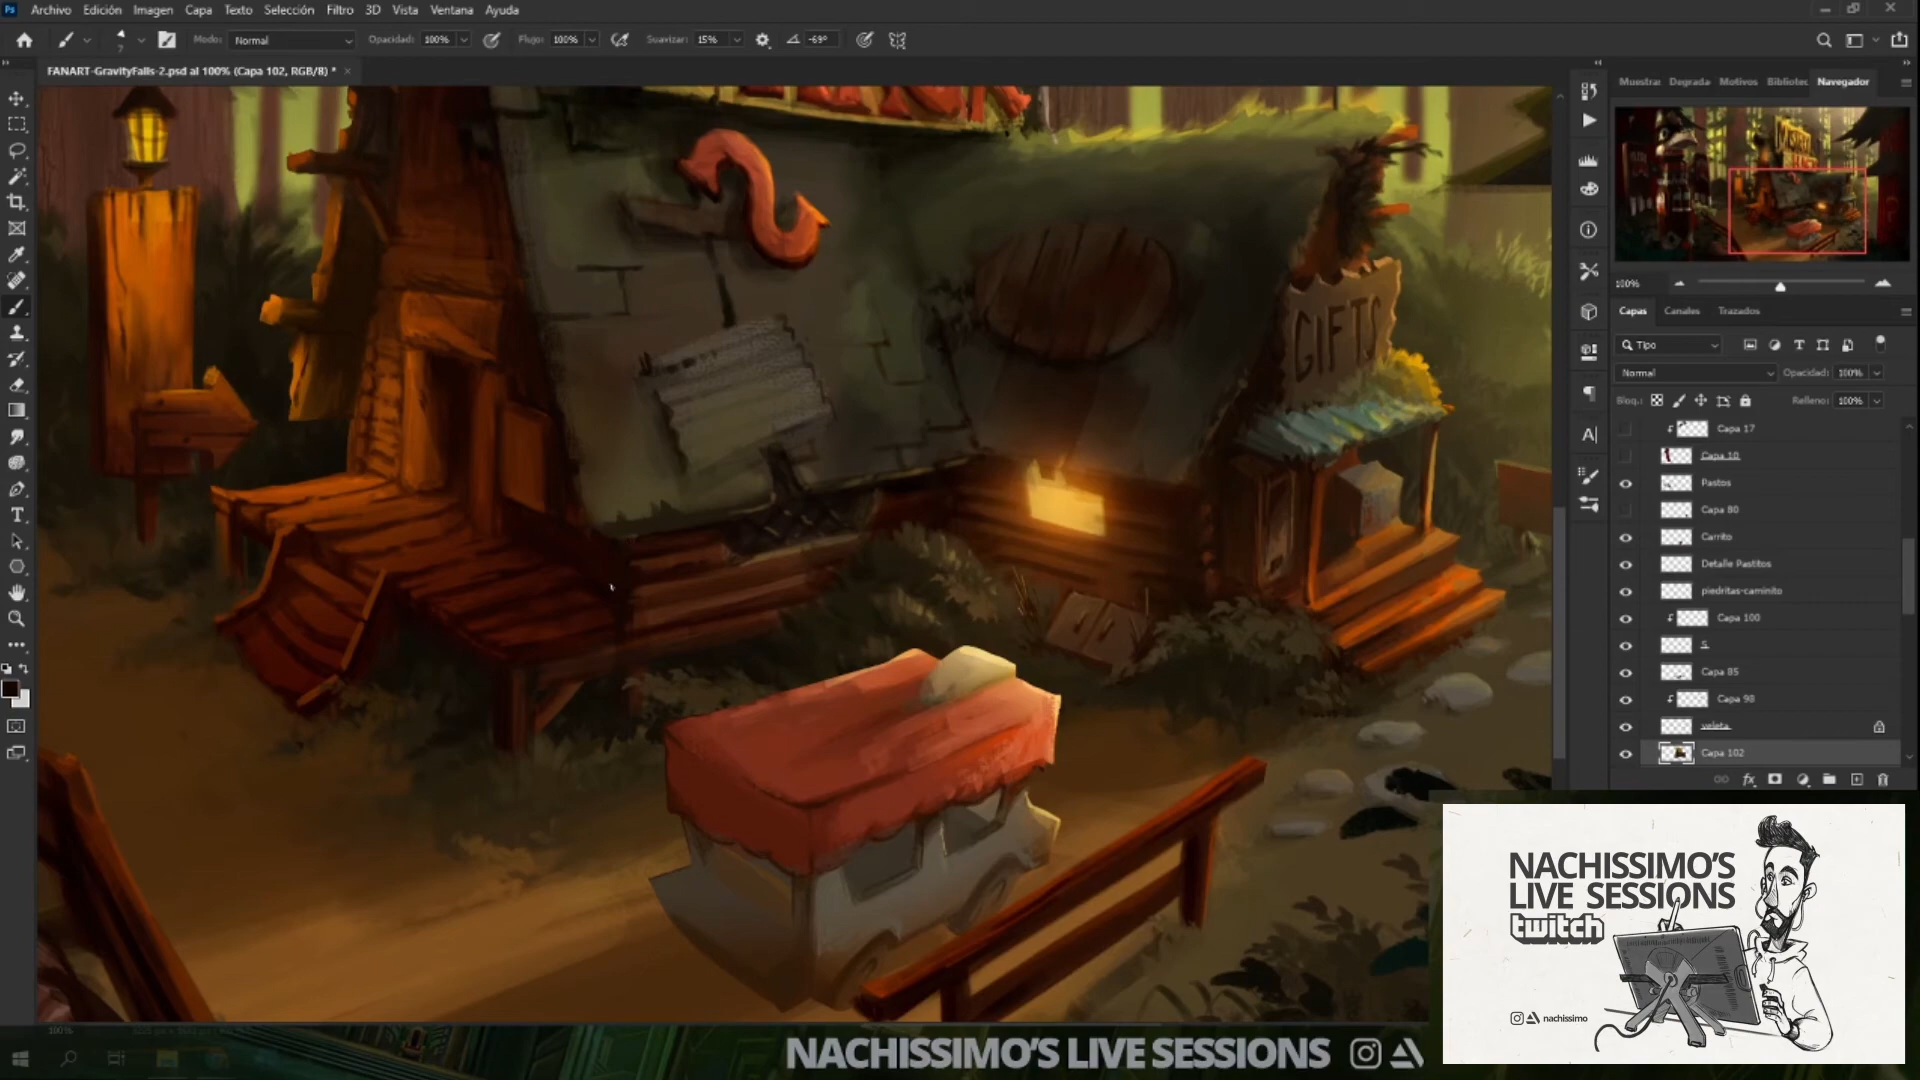 Archivo Edición Imagen Capa Texto Selección Filtro 3D Vista Ventana Ayuda
Modo: Normal Opacidad: 100% Flujo: 100% Suavizar: 15% -69°
FANART-GravityFalls-2.psd al 100% (Capa 102, RGB/8) *
Muestra: Degrada Motivos Bibliotec Navegador
100%
Capas Canales Trazados
Tipo
Normal Opacidad: 100%
Bloq.: Relleno: 100%
Capa 17
Capa 10
Pastos
Capa 80
Carrito
Detalle Pastitos
piedritas-caminito
Capa 100
S
Capa 85
Capa 98
veleta
Capa 102
GIFTS
NACHISSIMO'S
LIVE SESSIONS
twitch
nachissimo
100%
NACHISSIMO'S LIVE SESSIONS